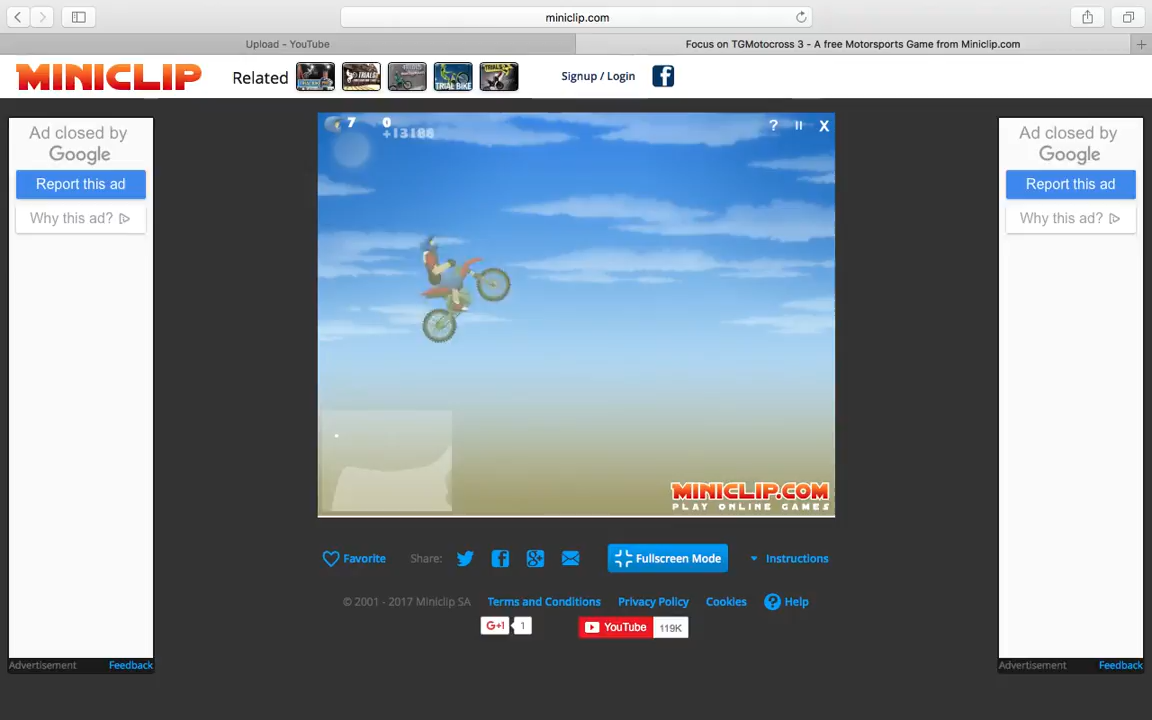 miniclip.com
Upload - YouTube
Focus on TGMotocross 3 - A free Motorsports Game from Miniclip.com
MINICLIP
Related
TRIAL BIKE
Signup / Login
Ad closed by
Google
Report this ad
Why this ad?
7
0
+13188
?
X
MINICLIP.COM
PLAY ONLINE GAMES
Ad closed by
Google
Report this ad
Why this ad?
Favorite
Share:
Fullscreen Mode
Instructions
© 2001 - 2017 Miniclip SA
Terms and Conditions
Privacy Policy
Cookies
Help
G+1
1
YouTube
119K
Advertisement
Feedback
Advertisement
Feedback